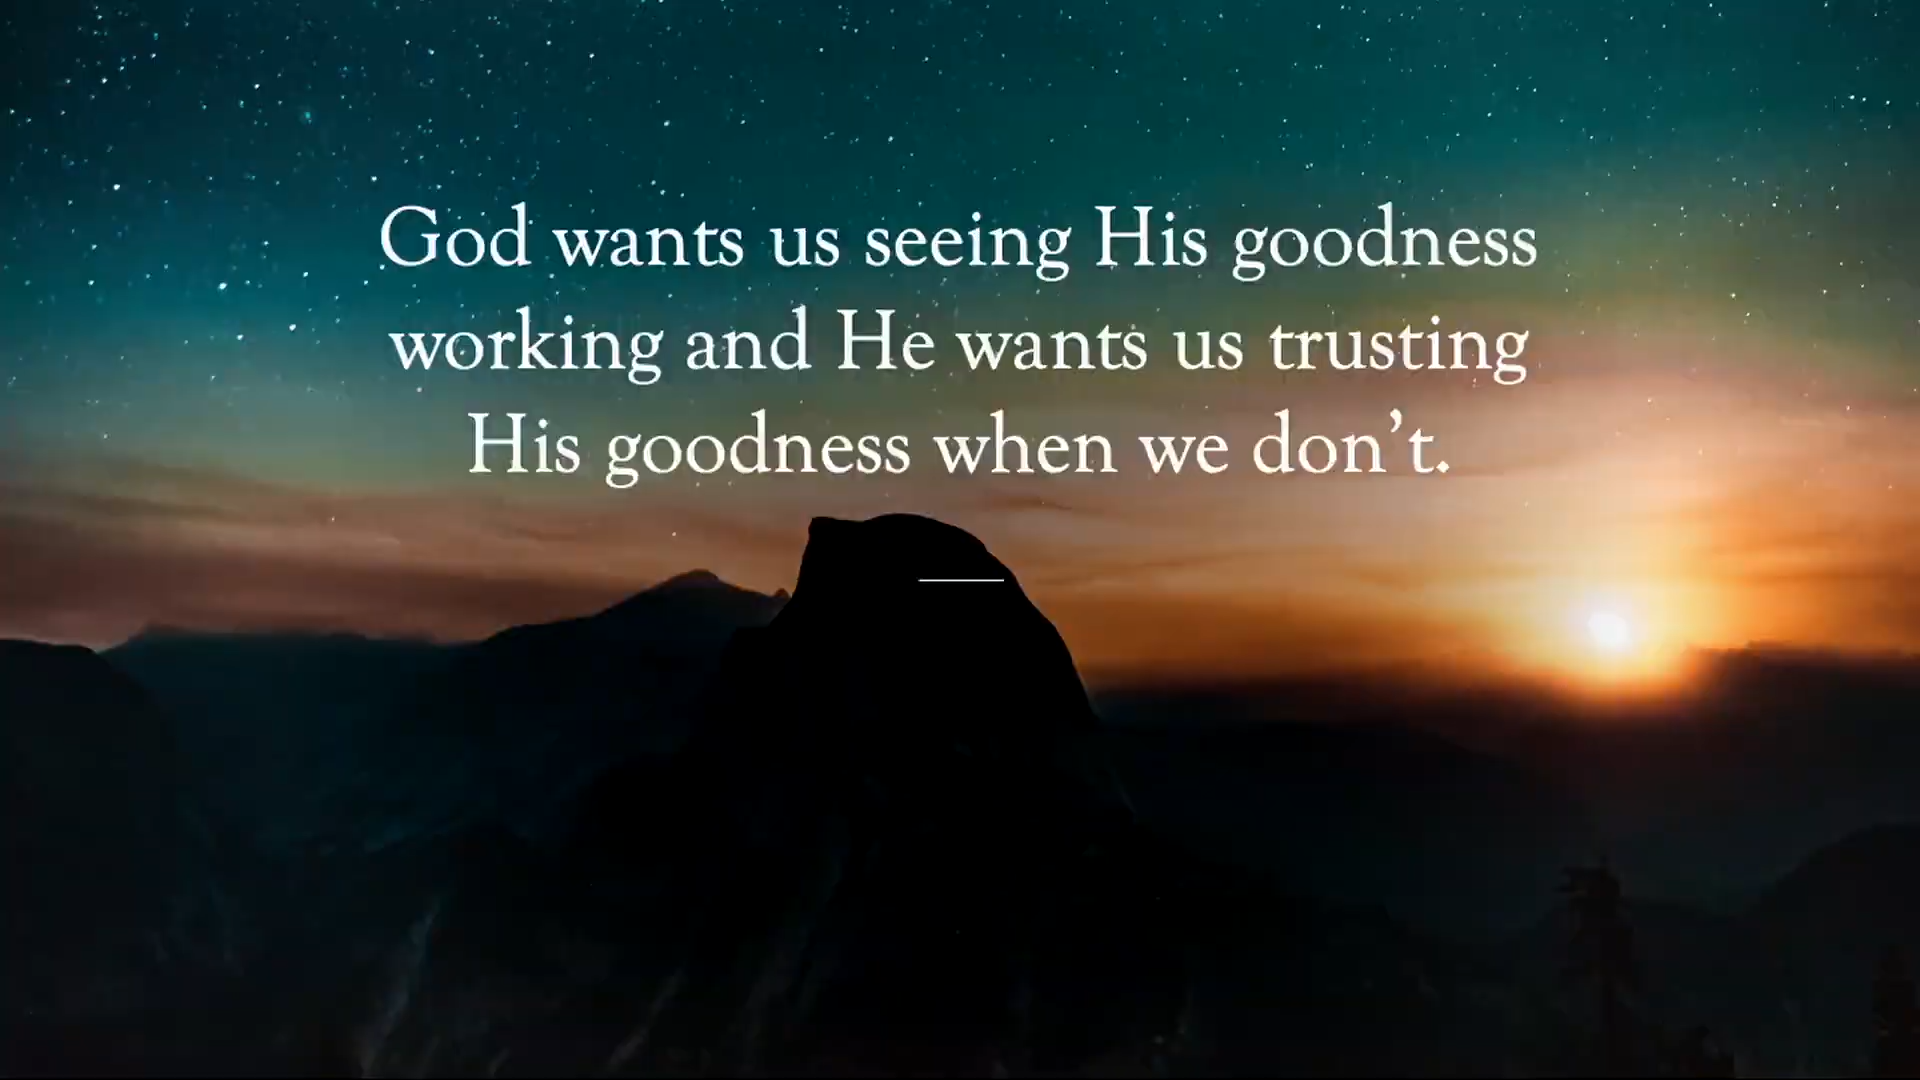 God wants us seeing His goodness
working and He wants us trusting
His goodness when we don’t.